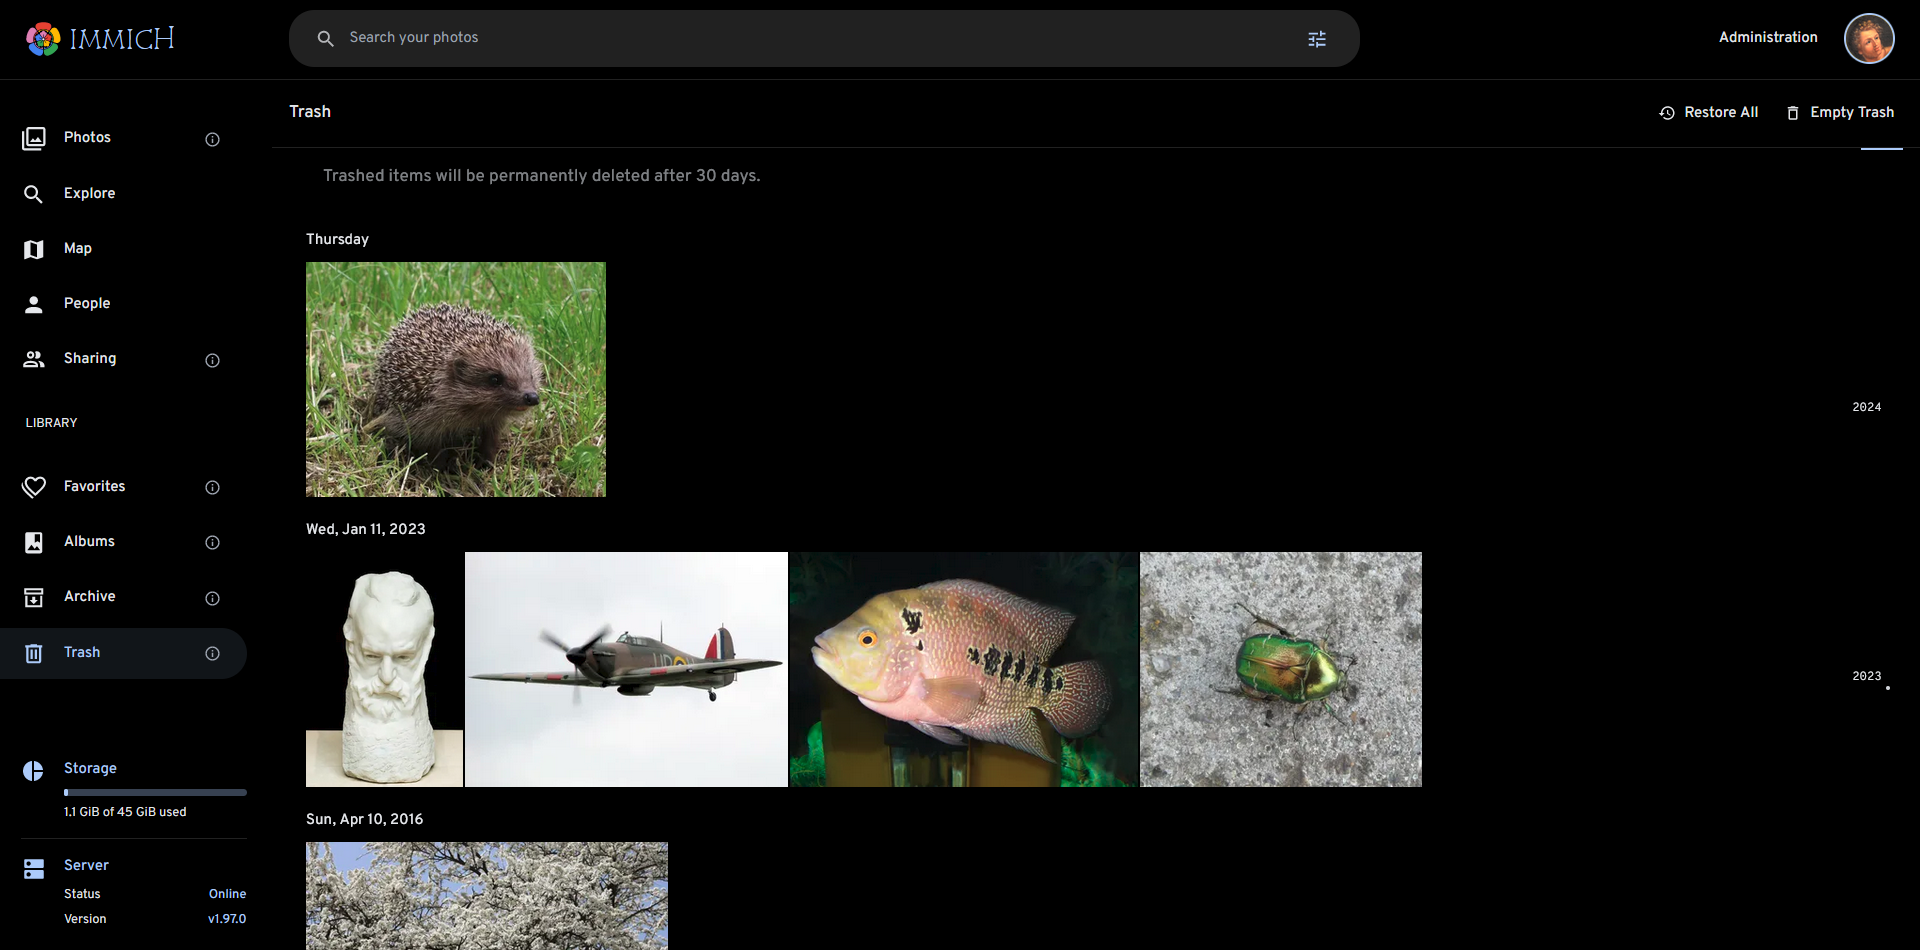 IMMICH
Search your photos
Administration
Trash
Restore All
Empty Trash
Photos
Explore
Map
People
Sharing
LIBRARY
Favorites
Albums
Archive
Trash
Storage
1.1 GiB of 45 GiB used
Server
Status Online
Version v1.97.0
Trashed items will be permanently deleted after 30 days.
Thursday
Wed, Jan 11, 2023
Sun, Apr 10, 2016
2024
2023